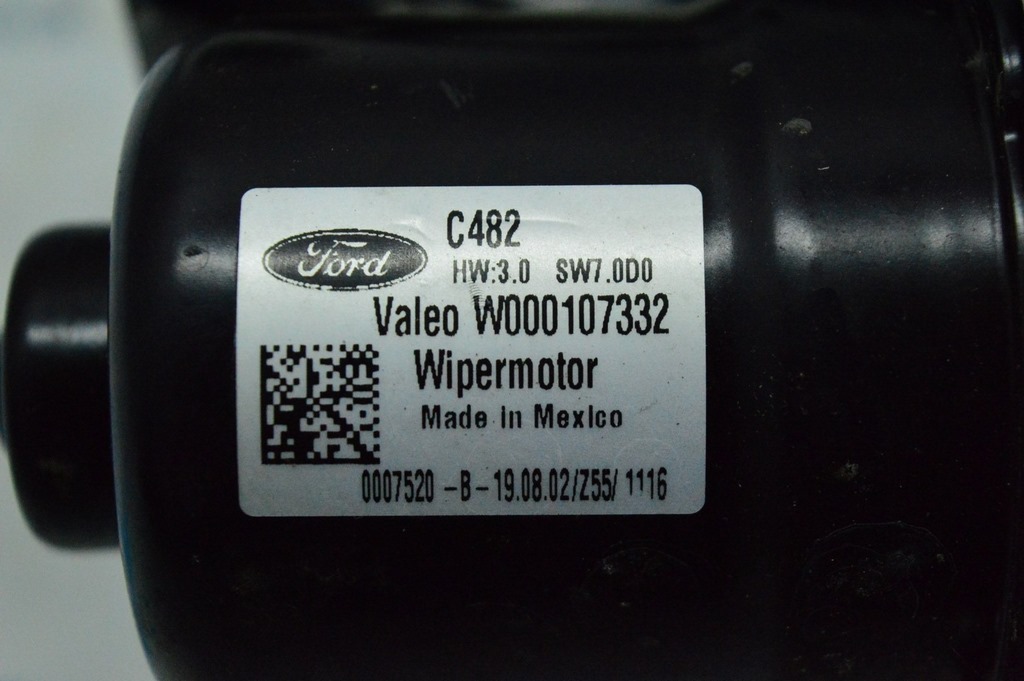 Ford
C482
HW:3.0 SW7.0D0
Valeo W000107332
Wipermotor
Made in Mexico
0007520 -B- 19.08.02/Z55/ 1116